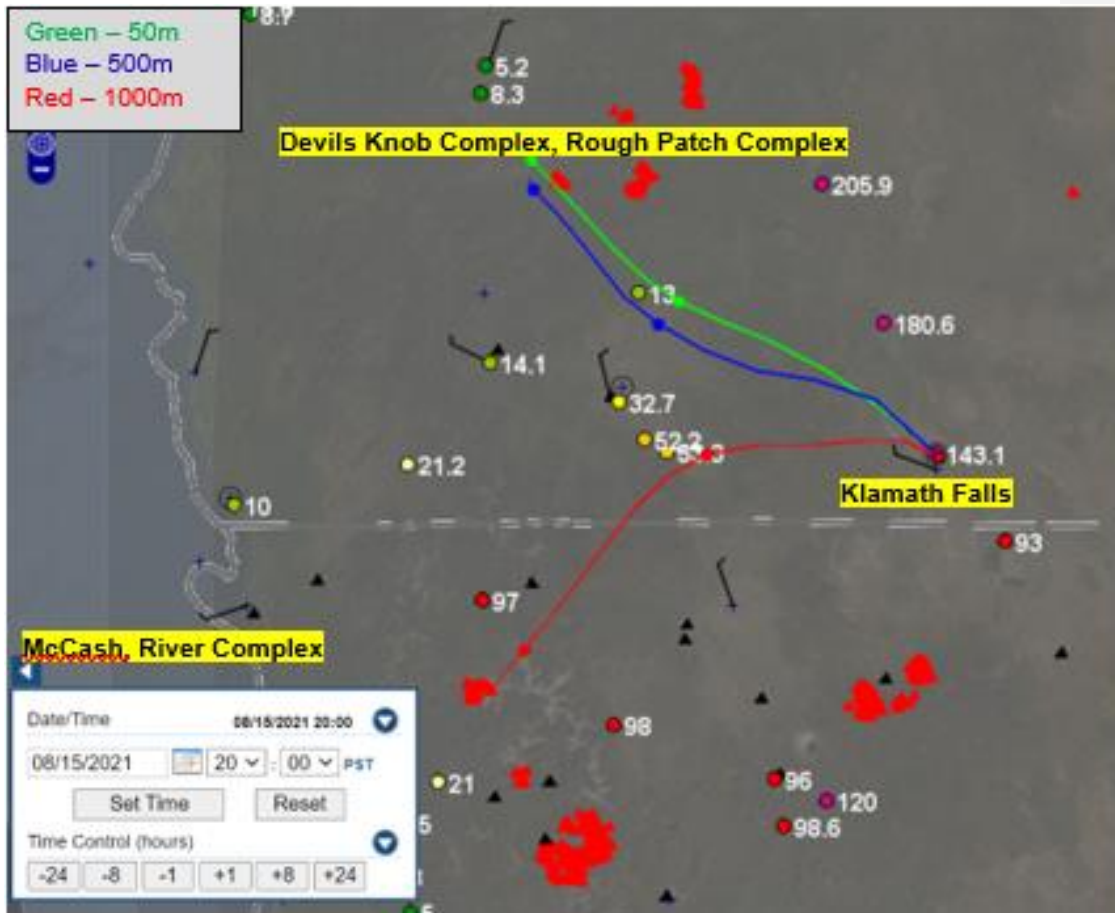 Green – 50m
Blue – 500m
Red – 1000m
5.2
8.3
Devils Knob Complex, Rough Patch Complex
205.9
13
180.6
14.1
32.7
52.2
143.1
21.2
Klamath Falls
10
93
97
McCash, River Complex
98
96
21
120
98.6
Date/Time 08/15/2021 20:00
08/15/2021 20 : 00 PST
Set Time Reset
Time Control (hours)
-24 -8 -1 +1 +8 +24